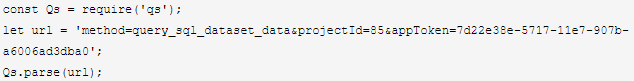 const Qs = require('qs');
let url = 'method=query_sql_dataset_data&projectId=85&appToken=7d22e38e-5717-11e7-907b-
a6006ad3dba0';
Qs.parse(url);